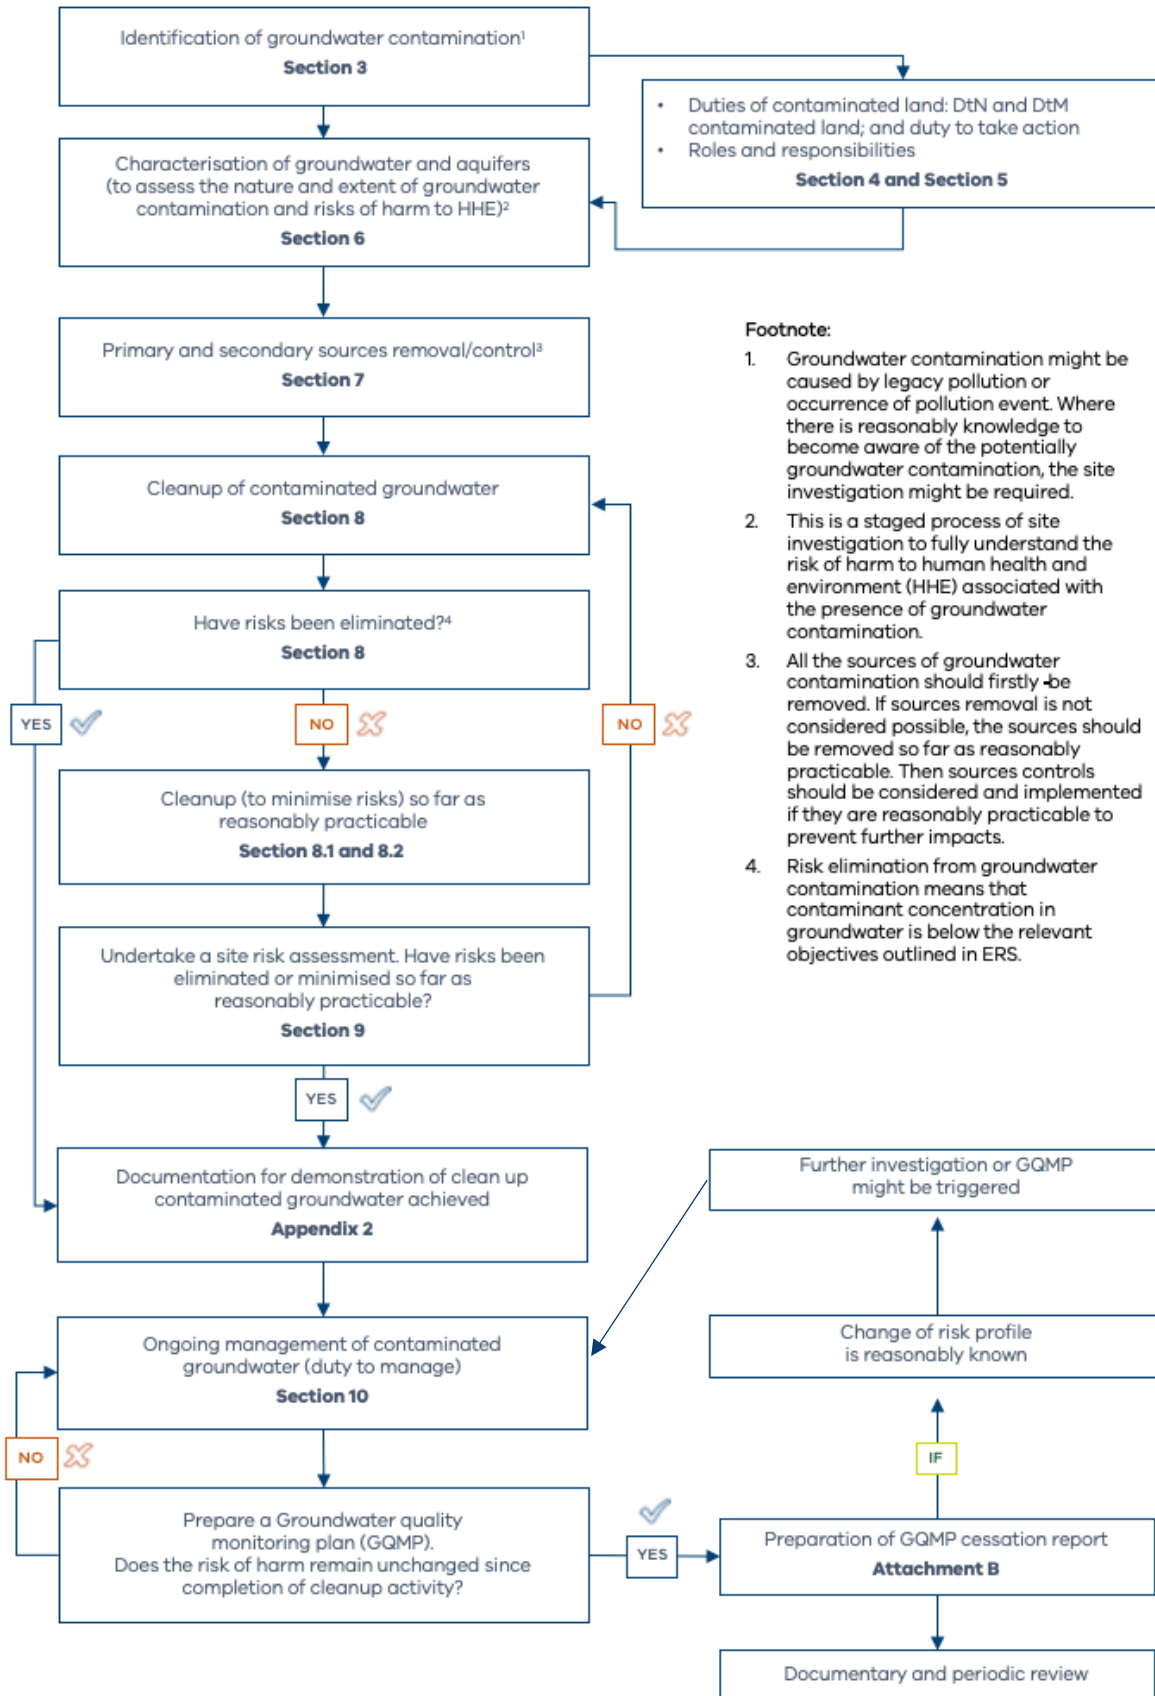 Identification of groundwater contamination¹
Section 3
• Duties of contaminated land: DtN and DtM
contaminated land; and duty to take action
• Roles and responsibilities
Section 4 and Section 5
Characterisation of groundwater and aquifers
(to assess the nature and extent of groundwater
contamination and risks of harm to HHE)²
Section 6
Primary and secondary sources removal/control³
Section 7
Cleanup of contaminated groundwater
Section 8
Have risks been eliminated?⁴
Section 8
YES
NO
NO
Cleanup (to minimise risks) so far as
reasonably practicable
Section 8.1 and 8.2
Undertake a site risk assessment. Have risks been
eliminated or minimised so far as
reasonably practicable?
Section 9
YES
Footnote:
1. Groundwater contamination might be
caused by legacy pollution or
occurrence of pollution event. Where
there is reasonably knowledge to
become aware of the potentially
groundwater contamination, the site
investigation might be required.
2. This is a staged process of site
investigation to fully understand the
risk of harm to human health and
environment (HHE) associated with
the presence of groundwater
contamination.
3. All the sources of groundwater
contamination should firstly -be
removed. If sources removal is not
considered possible, the sources should
be removed so far as reasonably
practicable. Then sources controls
should be considered and implemented
if they are reasonably practicable to
prevent further impacts.
4. Risk elimination from groundwater
contamination means that
contaminant concentration in
groundwater is below the relevant
objectives outlined in ERS.
Documentation for demonstration of clean up
contaminated groundwater achieved
Appendix 2
Further investigation or GQMP
might be triggered
Ongoing management of contaminated
groundwater (duty to manage)
Section 10
Change of risk profile
is reasonably known
NO
IF
Prepare a Groundwater quality
monitoring plan (GQMP).
Does the risk of harm remain unchanged since
completion of cleanup activity?
YES
Preparation of GQMP cessation report
Attachment B
Documentary and periodic review